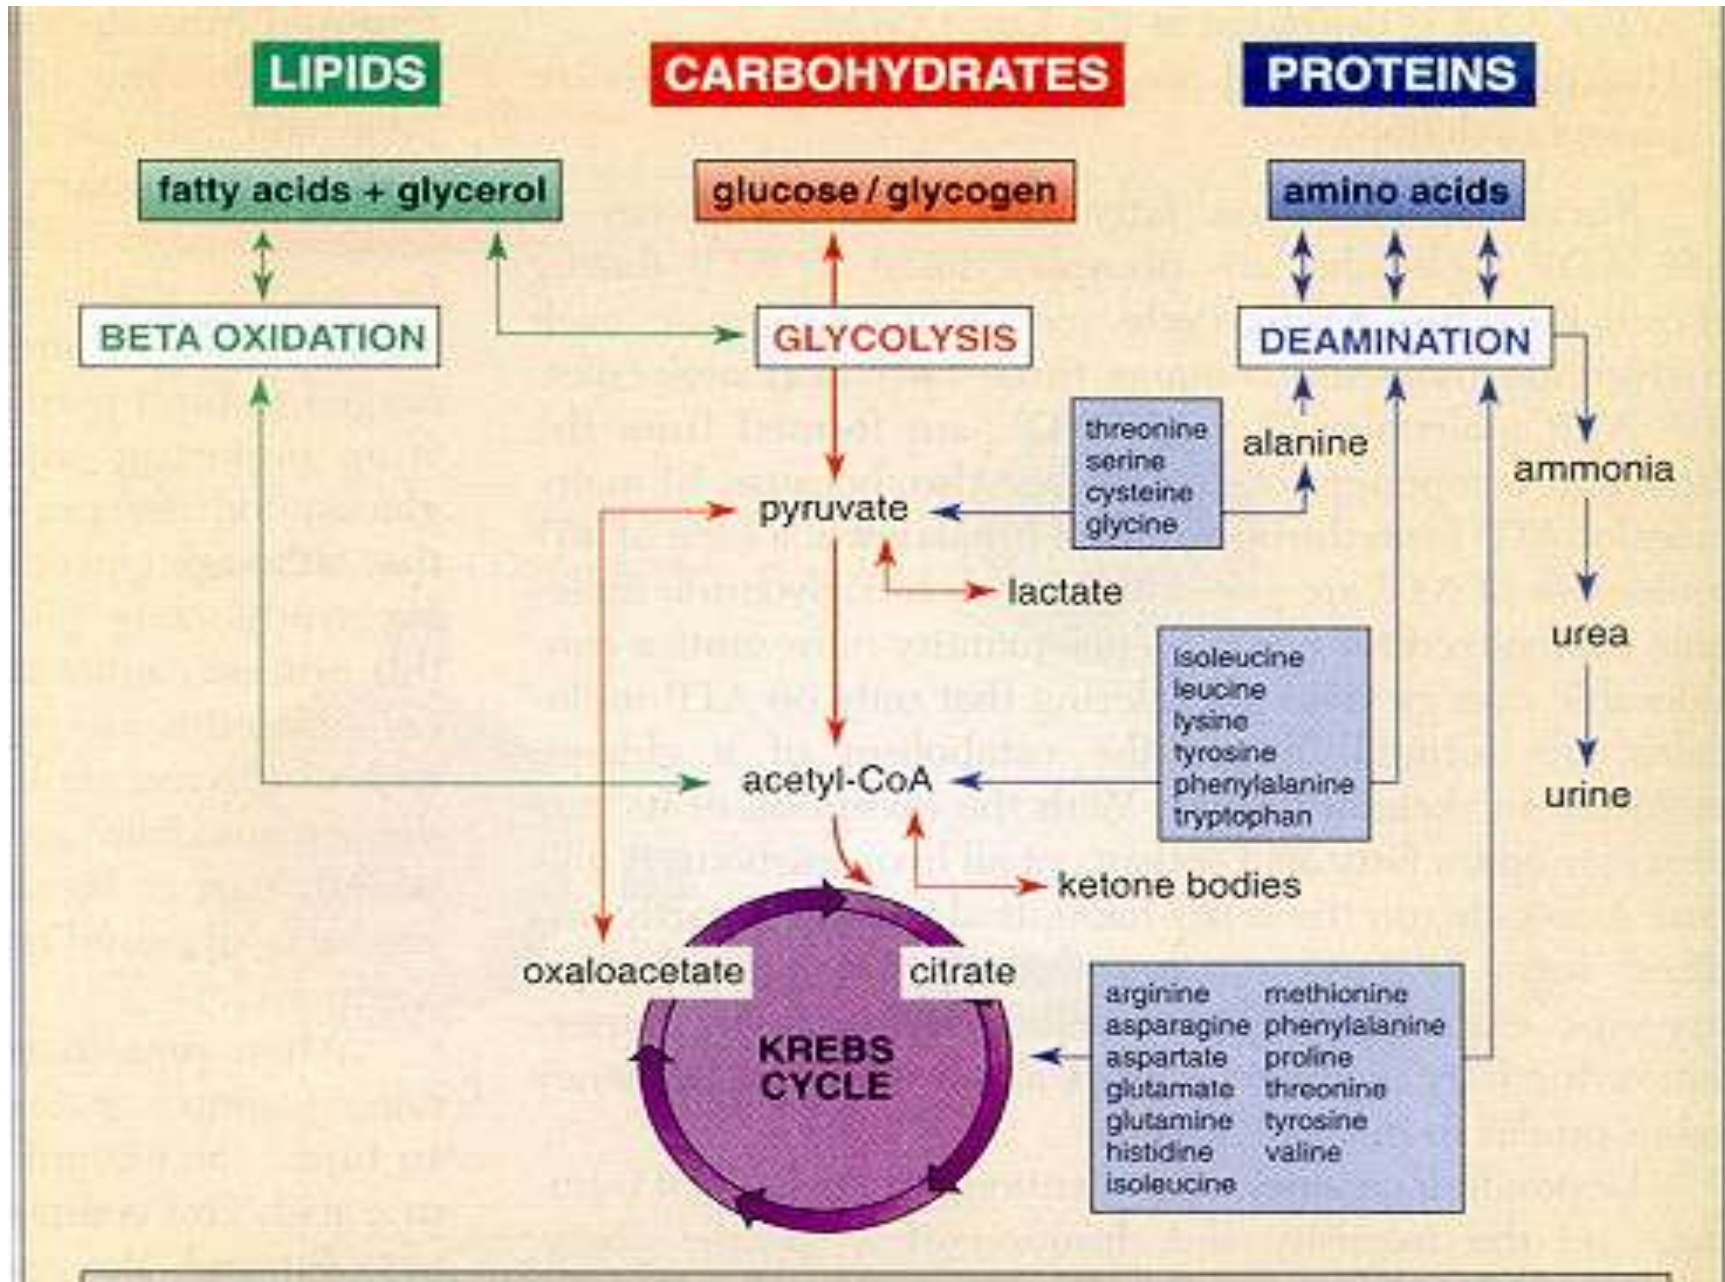 LIPIDS
CARBOHYDRATES
PROTEINS
fatty acids + glycerol
glucose / glycogen
amino acids
BETA OXIDATION
GLYCOLYSIS
DEAMINATION
threonine
serine
cysteine
glycine
alanine
ammonia
pyruvate
lactate
urea
isoleucine
leucine
lysine
tyrosine
phenylalanine
tryptophan
acetyl-CoA
urine
ketone bodies
oxaloacetate
citrate
KREBS
CYCLE
arginine methionine
asparagine phenylalanine
aspartate proline
glutamate threonine
glutamine tyrosine
histidine valine
isoleucine